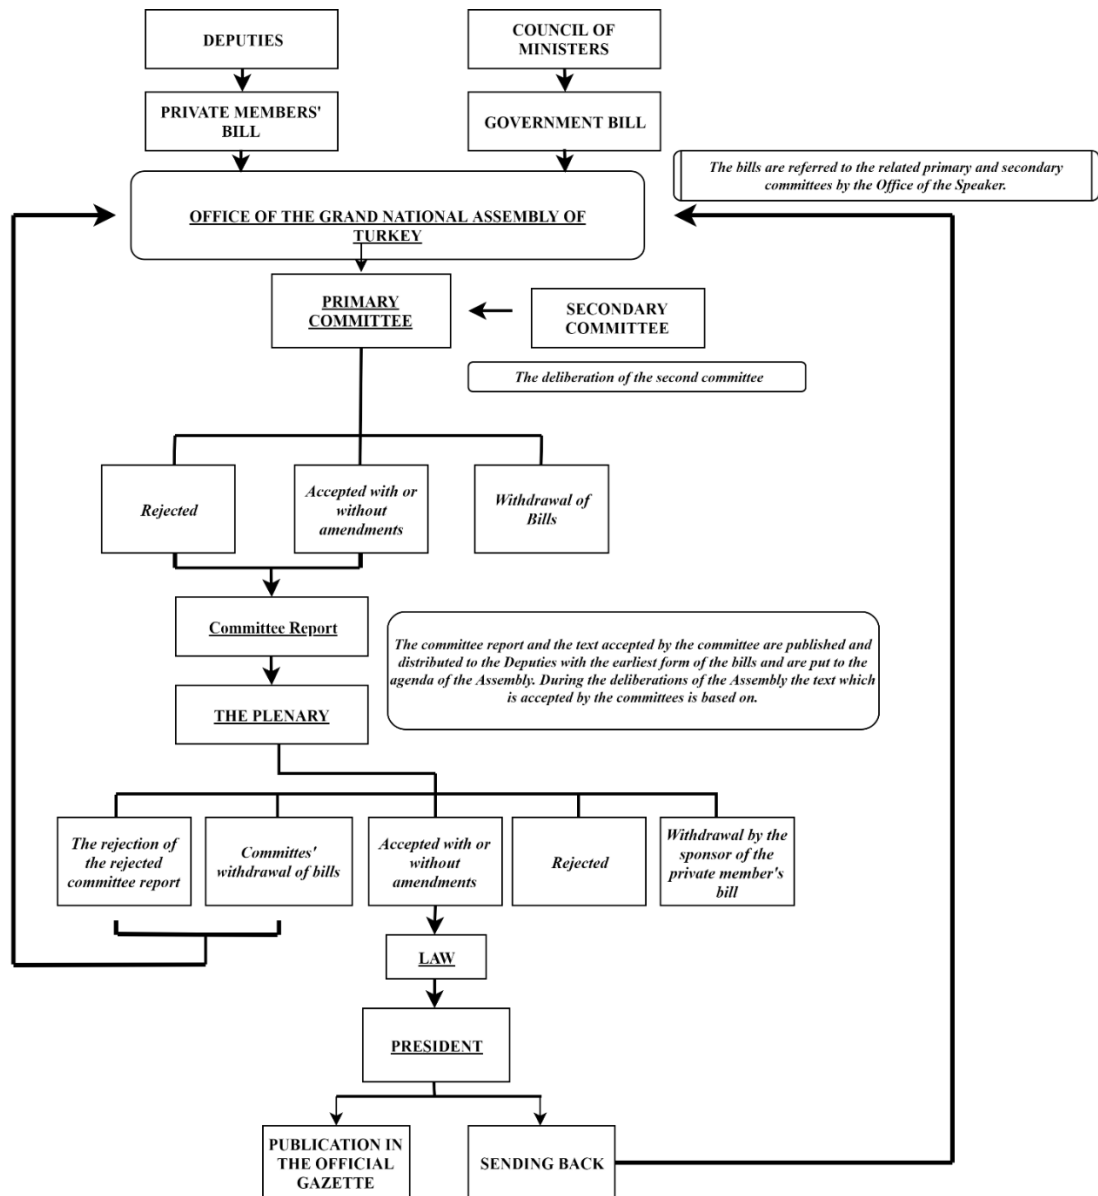 DEPUTIES
COUNCIL OF
MINISTERS
PRIVATE MEMBERS'
BILL
GOVERNMENT BILL
The bills are referred to the related primary and secondary
committees by the Office of the Speaker.
OFFICE OF THE GRAND NATIONAL ASSEMBLY OF
TURKEY
PRIMARY
COMMITTEE
SECONDARY
COMMITTEE
The deliberation of the second committee
Rejected
Accepted with or
without
amendments
Withdrawal of
Bills
Committee Report
The committee report and the text accepted by the committee are published and
distributed to the Deputies with the earliest form of the bills and are put to the
agenda of the Assembly. During the deliberations of the Assembly the text which
is accepted by the committees is based on.
THE PLENARY
The rejection of
the rejected
committee report
Committes'
withdrawal of bills
Accepted with or
without
amendments
Rejected
Withdrawal by the
sponsor of the
private member's
bill
LAW
PRESIDENT
PUBLICATION IN
THE OFFICIAL
GAZETTE
SENDING BACK